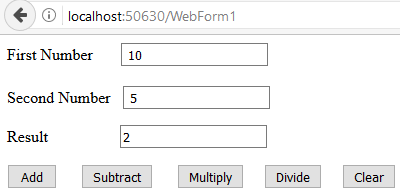 localhost:50630/WebForm1
First Number 10
Second Number 5
Result 2
Add Subtract Multiply Divide Clear